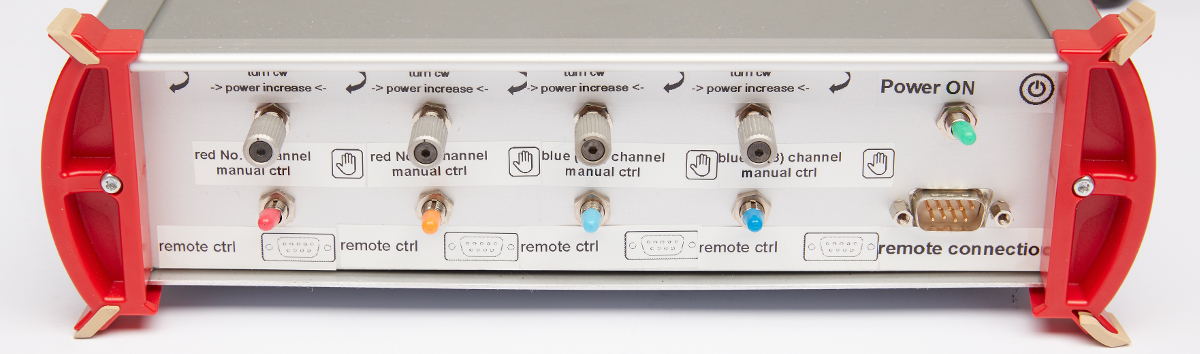 turn cw
-> power increase <-
turn cw
-> power increase <-
turn cw
-> power increase <-
turn cw
-> power increase <-
Power ON
red No. channel
manual ctrl
red No. channel
manual ctrl
blue ( channel
manual ctrl
blue ( 3) channel
manual ctrl
remote ctrl
remote ctrl
remote ctrl
remote ctrl
remote connectio